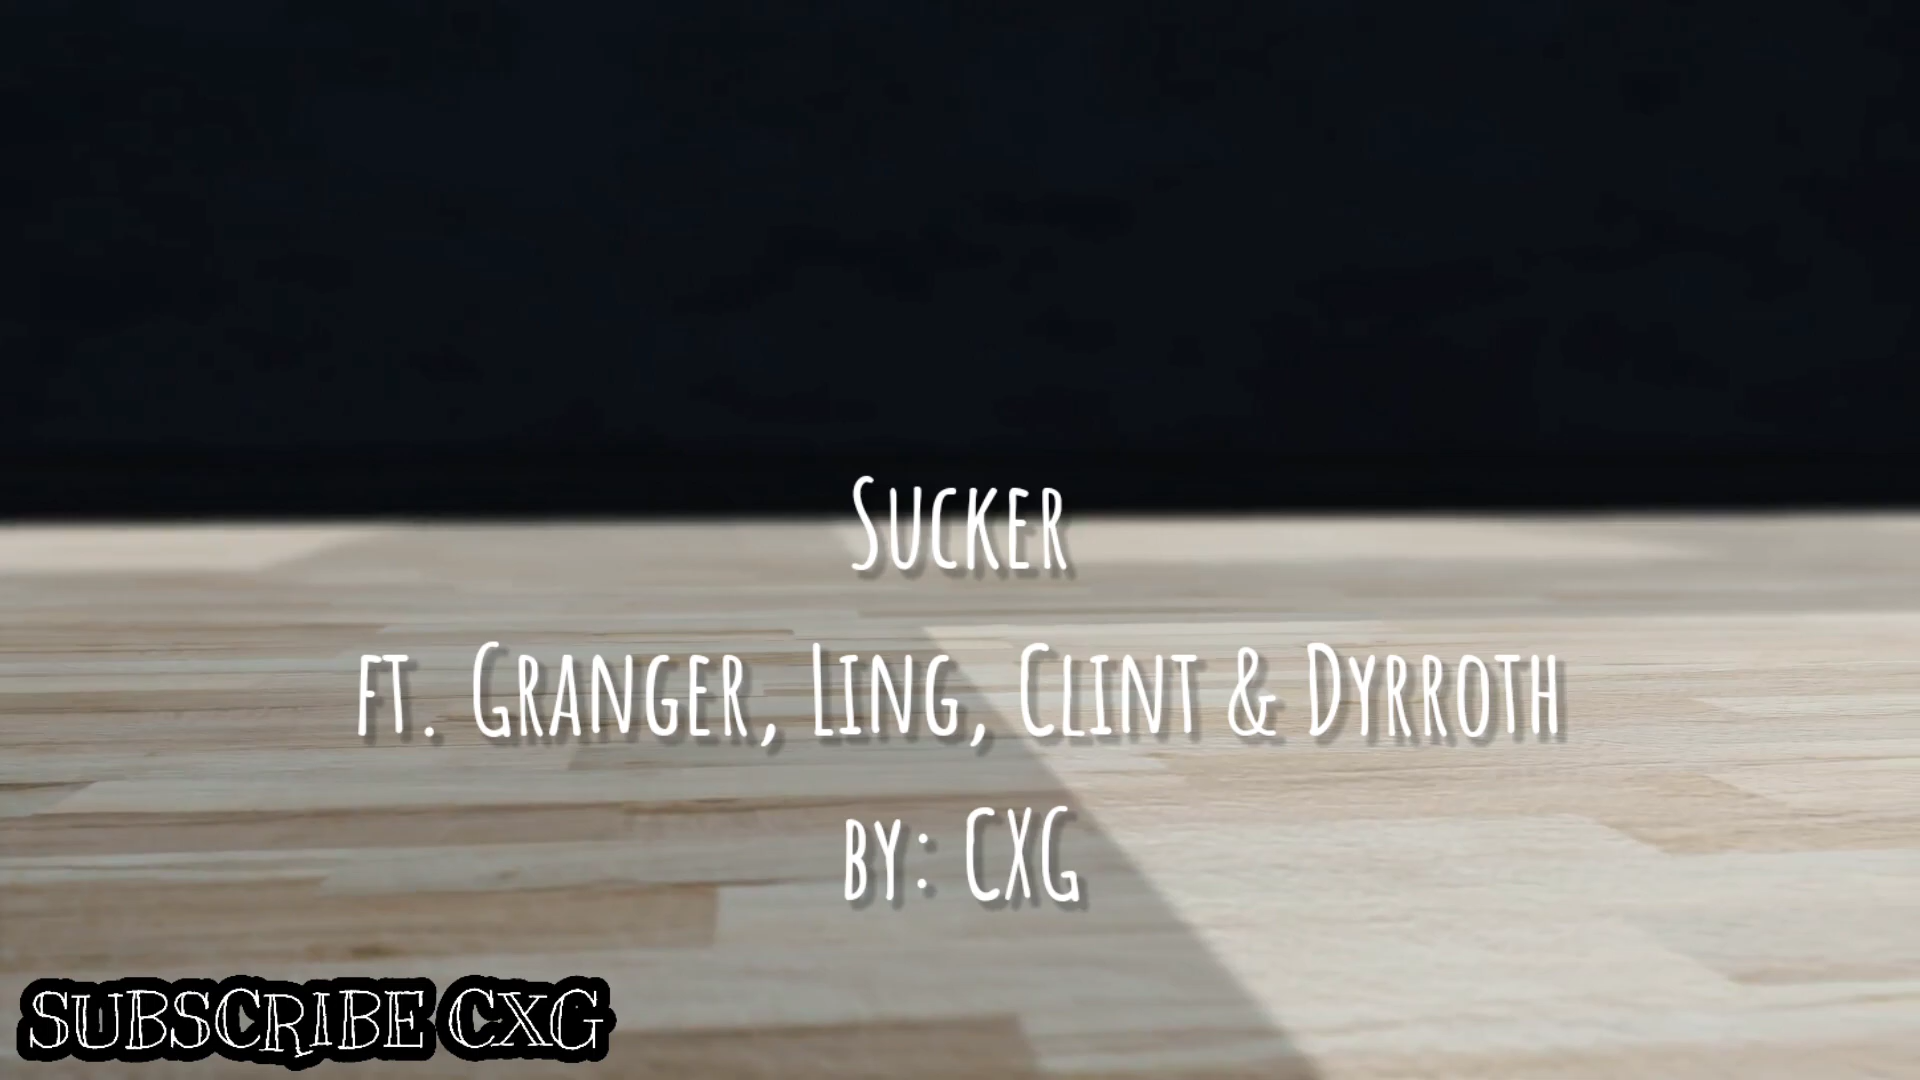 Sucker
ft. Granger, Ling, Clint & Dyrroth
by: CXG
SUBSCRIBE CXG